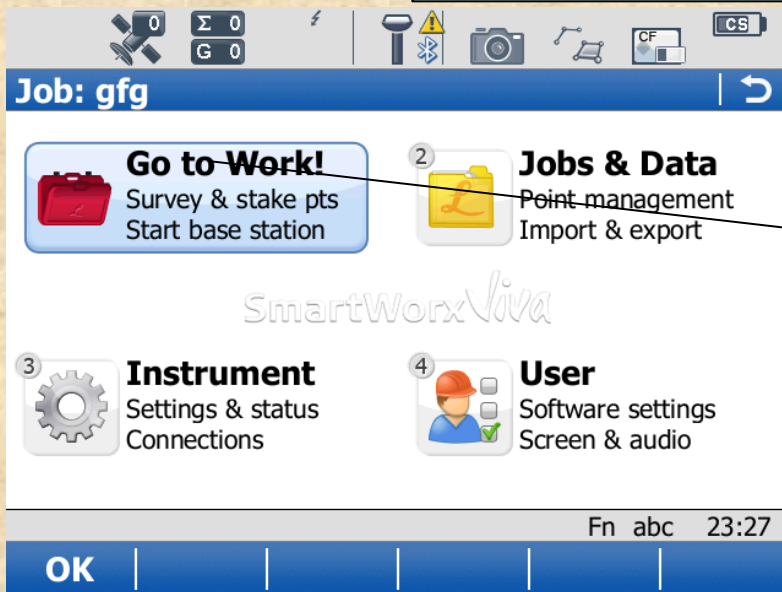 0
Σ 0
G 0
CF
CS
Job: gfg
Go to Work!
Survey & stake pts
Start base station
2
Jobs & Data
Point management
Import & export
SmartWorx Viva
3
Instrument
Settings & status
Connections
4
User
Software settings
Screen & audio
Fn abc 23:27
OK